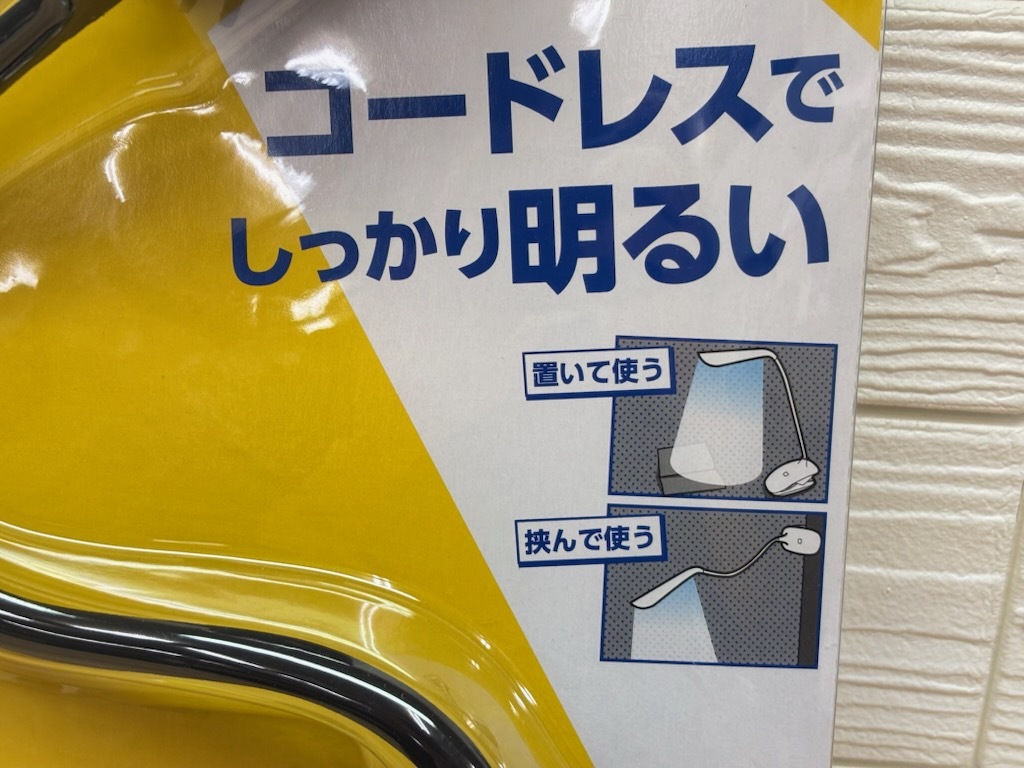 コードレスで
しっかり明るい
置いて使う
挟んで使う